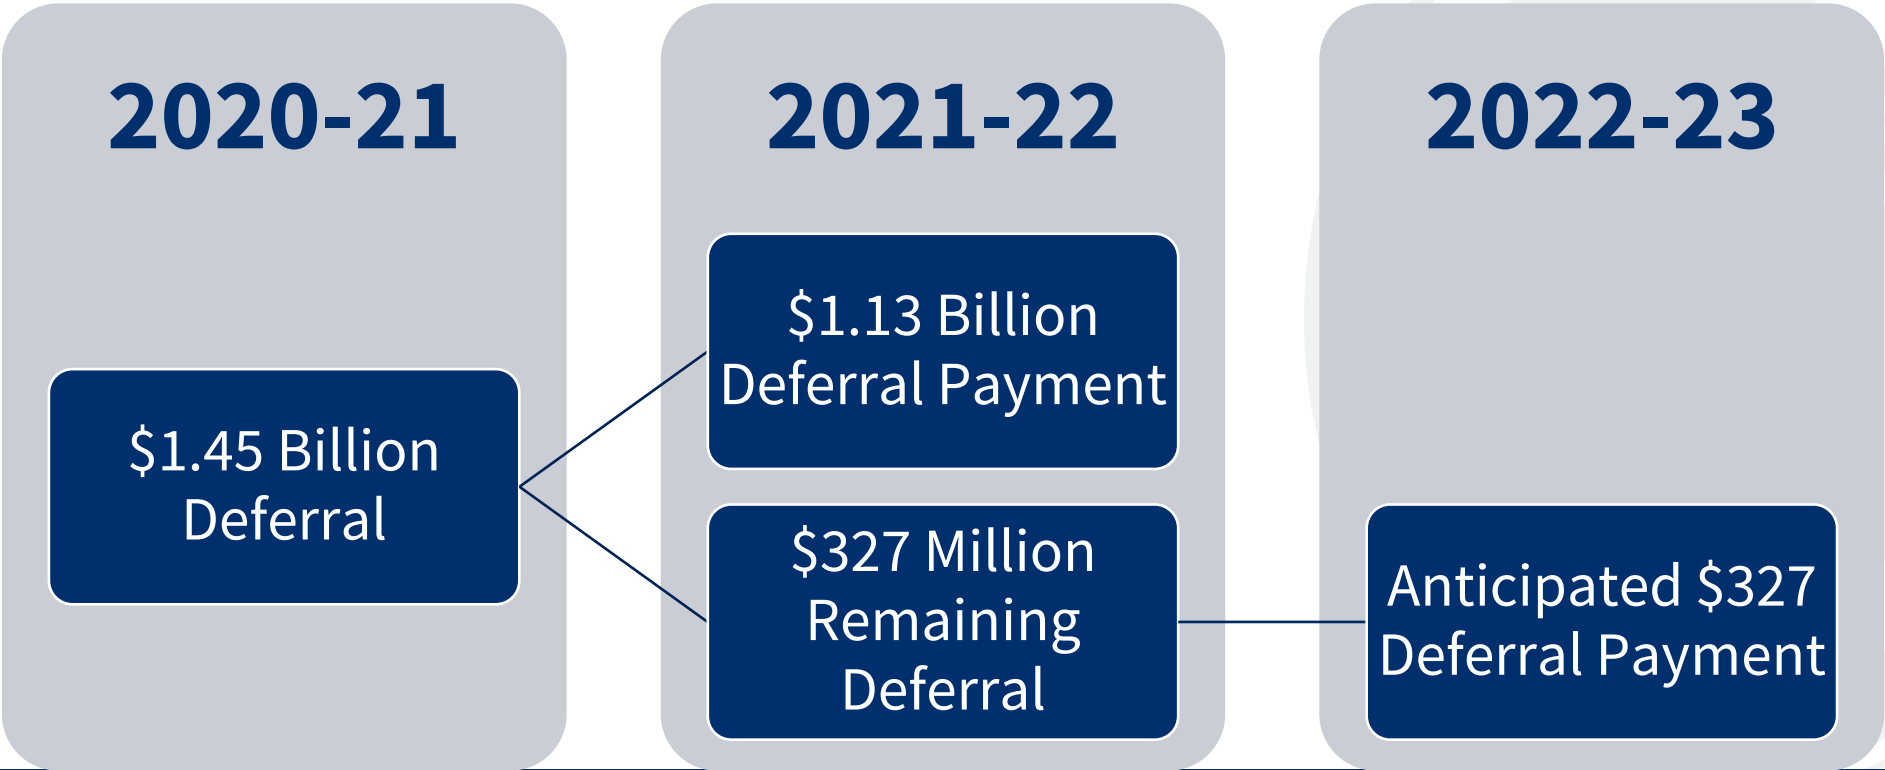 2020-21
$1.45 Billion
Deferral
2021-22
$1.13 Billion
Deferral Payment
$327 Million
Remaining
Deferral
2022-23
Anticipated $327
Deferral Payment